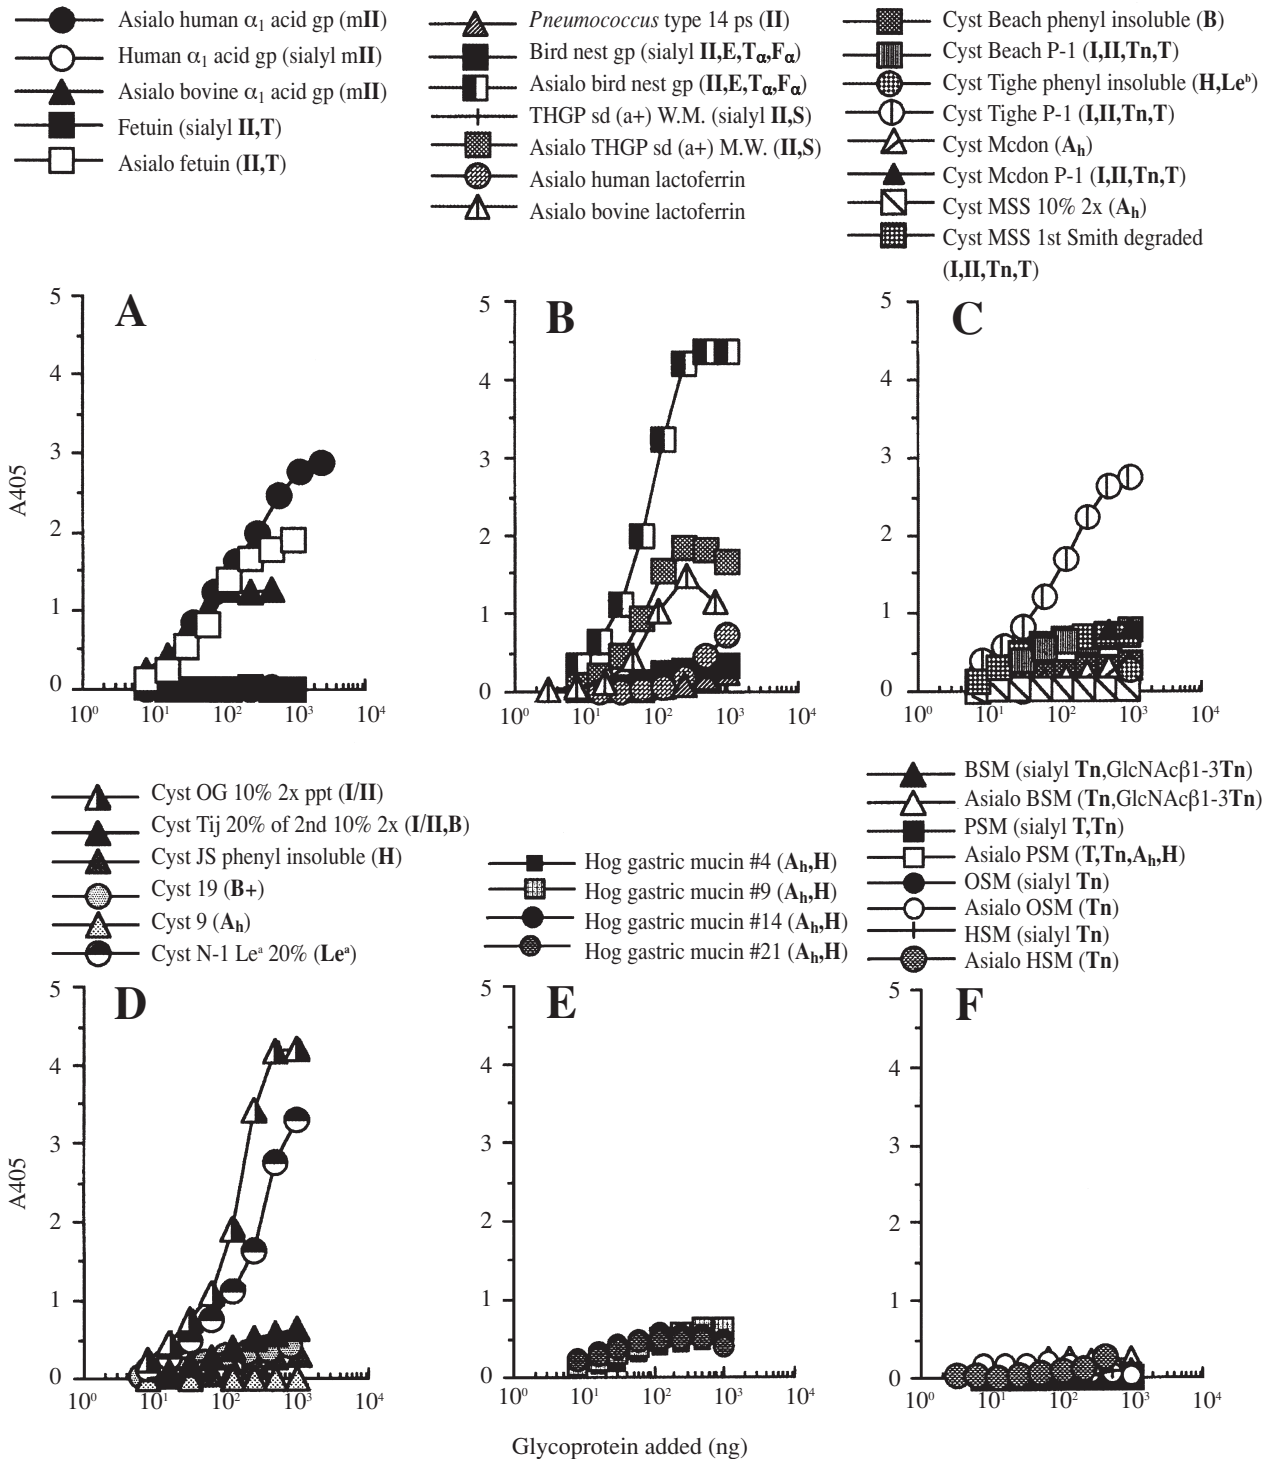 Asialo human α₁ acid gp (mII)
Human α₁ acid gp (sialyl mII)
Asialo bovine α₁ acid gp (mII)
Fetuin (sialyl II,T)
Asialo fetuin (II,T)
Pneumococcus type 14 ps (II)
Bird nest gp (sialyl II,E,Tα,Fα)
Asialo bird nest gp (II,E,Tα,Fα)
THGP sd (a+) W.M. (sialyl II,S)
Asialo THGP sd (a+) M.W. (II,S)
Asialo human lactoferrin
Asialo bovine lactoferrin
Cyst Beach phenyl insoluble (B)
Cyst Beach P-1 (I,II,Tn,T)
Cyst Tighe phenyl insoluble (H,Leᵇ)
Cyst Tighe P-1 (I,II,Tn,T)
Cyst Mcdon (Aₕ)
Cyst Mcdon P-1 (I,II,Tn,T)
Cyst MSS 10% 2x (Aₕ)
Cyst MSS 1st Smith degraded
(I,II,Tn,T)
A
5
4
3
2
1
0
A405
10⁰ 10¹ 10² 10³ 10⁴
B
5
4
3
2
1
0
10⁰ 10¹ 10² 10³ 10⁴
C
5
4
3
2
1
0
10⁰ 10¹ 10² 10³ 10⁴
Cyst OG 10% 2x ppt (I/II)
Cyst Tij 20% of 2nd 10% 2x (I/II,B)
Cyst JS phenyl insoluble (H)
Cyst 19 (B+)
Cyst 9 (Aₕ)
Cyst N-1 Leᵃ 20% (Leᵃ)
Hog gastric mucin #4 (Aₕ,H)
Hog gastric mucin #9 (Aₕ,H)
Hog gastric mucin #14 (Aₕ,H)
Hog gastric mucin #21 (Aₕ,H)
BSM (sialyl Tn,GlcNAcβ1-3Tn)
Asialo BSM (Tn,GlcNAcβ1-3Tn)
PSM (sialyl T,Tn)
Asialo PSM (T,Tn,Aₕ,H)
OSM (sialyl Tn)
Asialo OSM (Tn)
HSM (sialyl Tn)
Asialo HSM (Tn)
D
5
4
3
2
1
0
A405
10⁰ 10¹ 10² 10³ 10⁴
E
5
4
3
2
1
0
10⁰ 10¹ 10² 10³ 10⁴
F
5
4
3
2
1
0
10⁰ 10¹ 10² 10³ 10⁴
Glycoprotein added (ng)